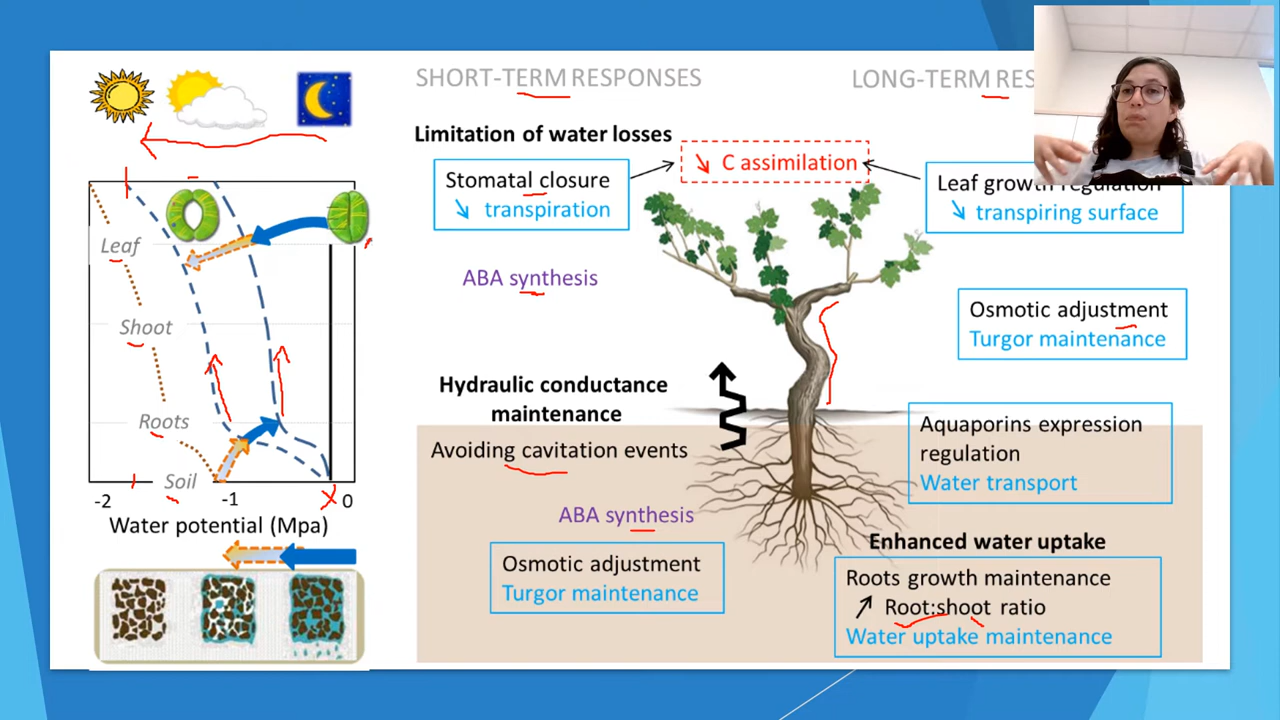 SHORT-TERM RESPONSES
LONG-TERM RES
Limitation of water losses
Stomatal closure
↘ transpiration
↘ C assimilation
Leaf growth regulation
↘ transpiring surface
ABA synthesis
Osmotic adjustment
Turgor maintenance
Hydraulic conductance
maintenance
Avoiding cavitation events
Aquaporins expression
regulation
Water transport
ABA synthesis
Osmotic adjustment
Turgor maintenance
Enhanced water uptake
Roots growth maintenance
↗ Root:shoot ratio
Water uptake maintenance
Leaf
Shoot
Roots
Soil
-2 -1 0
Water potential (Mpa)